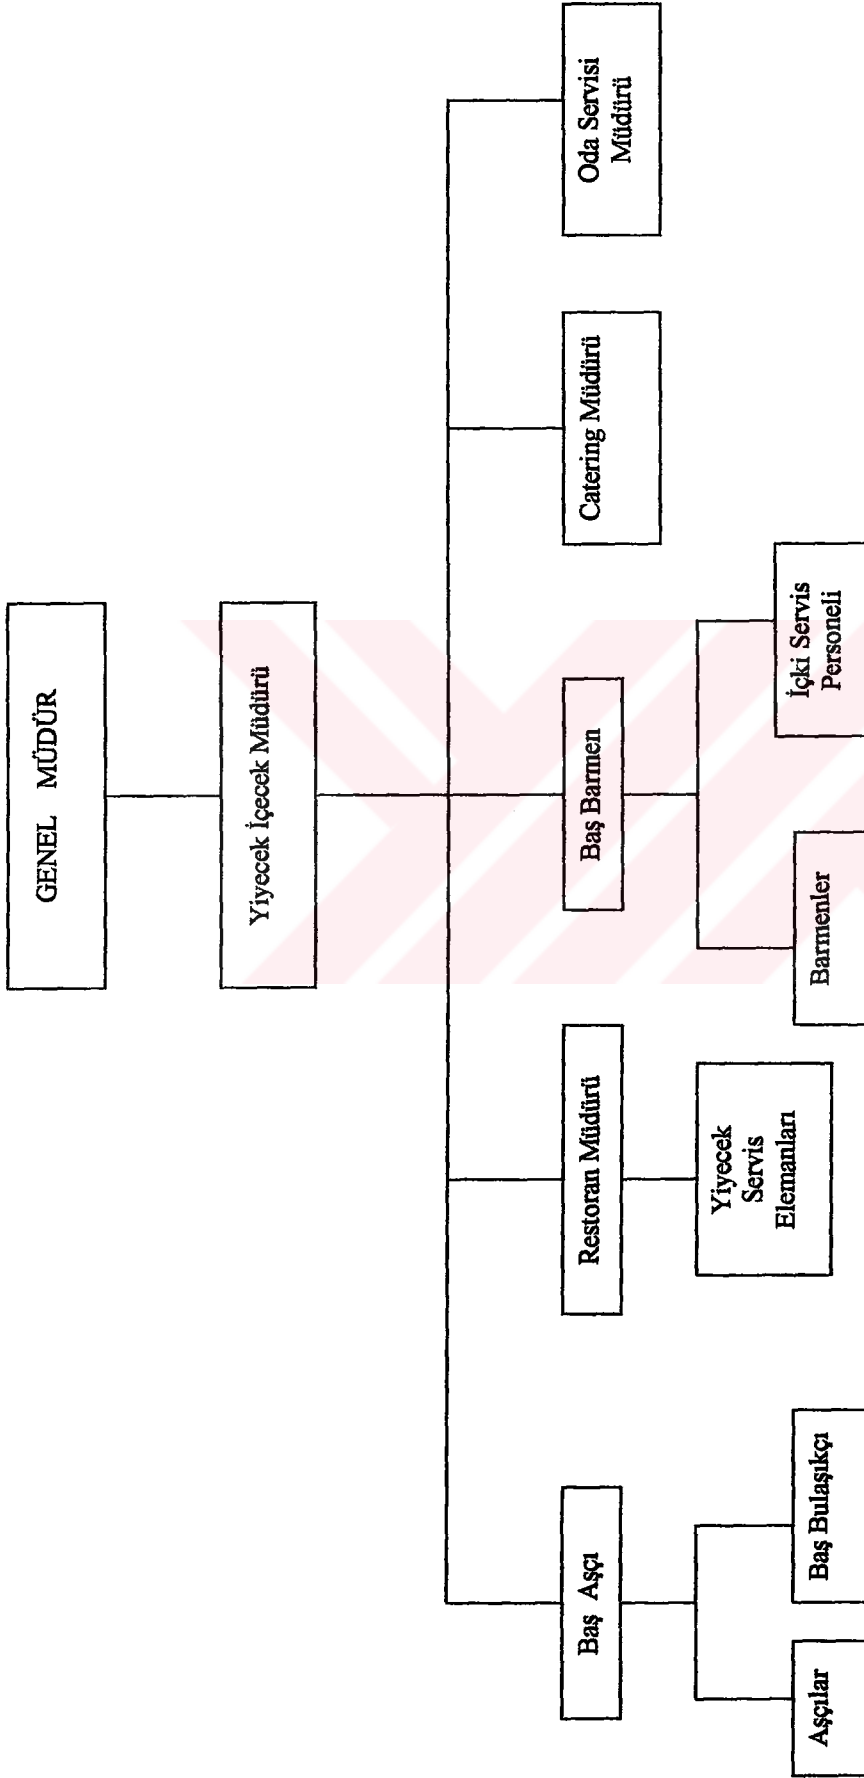 GENEL MÜDÜR
Yiyecek İçecek Müdürü
Baş Aşçı
Restoran Müdürü
Baş Barmen
Catering Müdürü
Oda Servisi
Müdürü
Aşçılar
Baş Bulaşıkçı
Yiyecek
Servis
Elemanları
Barmenler
İçki Servis
Personeli